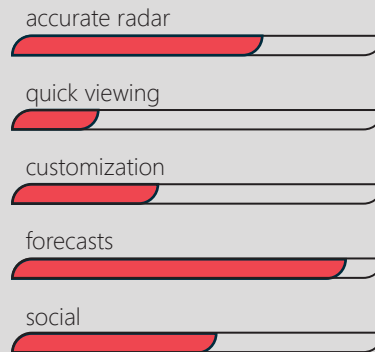 accurate radar
quick viewing
customization
forecasts
social